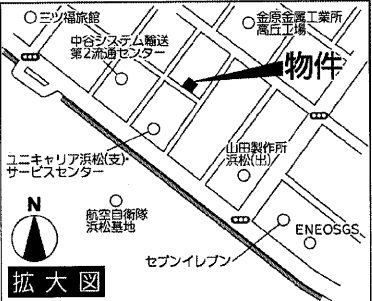 三ツ福旅館
金原金属工業所
高丘工場
中谷システム輸送
第2流通センター
物件
山田製作所
浜松(出)
ユニキャリア浜松(支)・
サービスセンター
航空自衛隊
浜松基地
N
ENEOSGS
セブンイレブン
拡大図